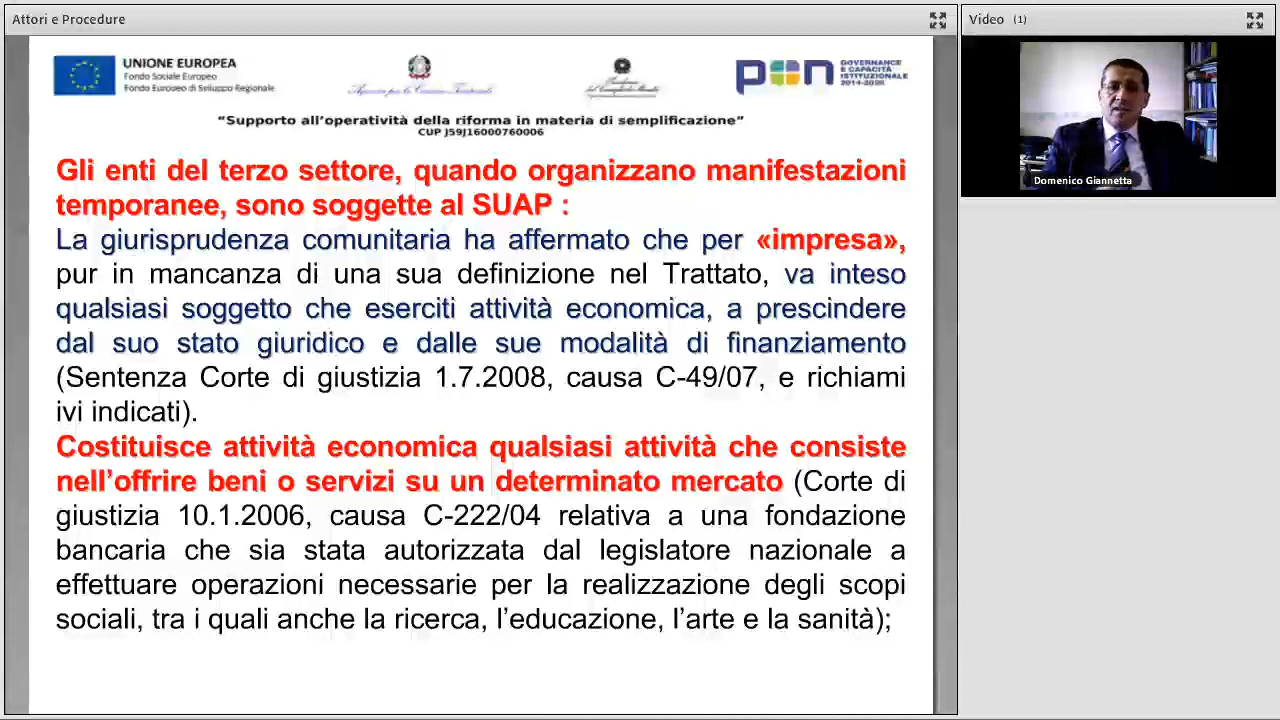 Attori e Procedure
Video (1)
UNIONE EUROPEA
Fondo Sociale Europeo
Fondo Europeo di Sviluppo Regionale
pon GOVERNANCE
E CAPACITÀ
ISTITUZIONALE
2014-2020
“Supporto all’operatività della riforma in materia di semplificazione”
CUP J59J16000760006
Domenico Giannetta
Gli enti del terzo settore, quando organizzano manifestazioni
temporanee, sono soggette al SUAP :
La giurisprudenza comunitaria ha affermato che per «impresa»,
pur in mancanza di una sua definizione nel Trattato, va inteso
qualsiasi soggetto che eserciti attività economica, a prescindere
dal suo stato giuridico e dalle sue modalità di finanziamento
(Sentenza Corte di giustizia 1.7.2008, causa C-49/07, e richiami
ivi indicati).
Costituisce attività economica qualsiasi attività che consiste
nell’offrire beni o servizi su un determinato mercato (Corte di
giustizia 10.1.2006, causa C-222/04 relativa a una fondazione
bancaria che sia stata autorizzata dal legislatore nazionale a
effettuare operazioni necessarie per la realizzazione degli scopi
sociali, tra i quali anche la ricerca, l’educazione, l’arte e la sanità);